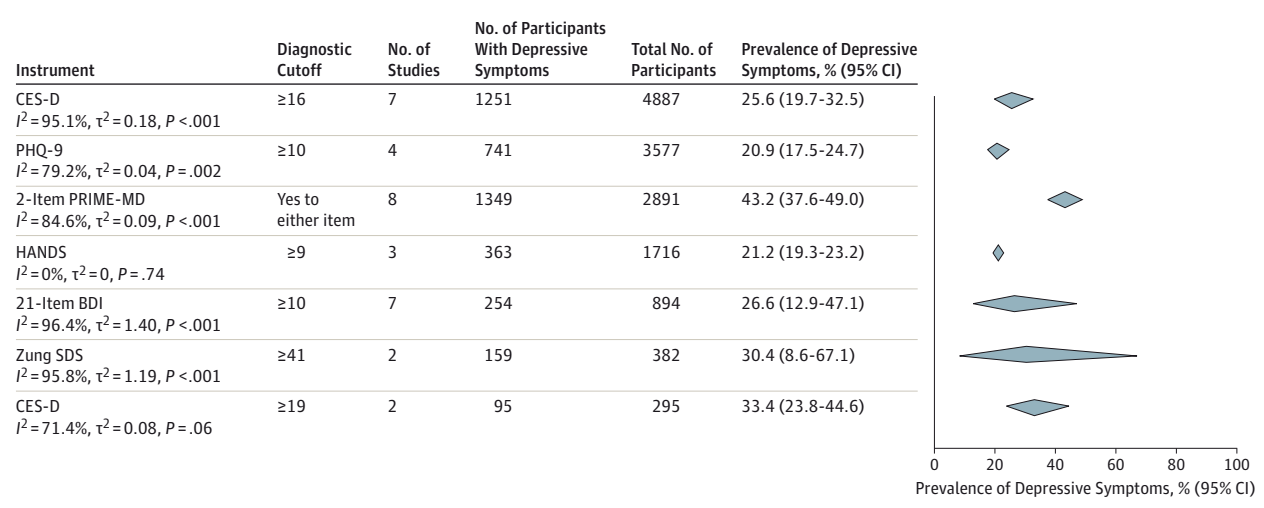 Instrument Diagnostic Cutoff No. of Studies No. of Participants With Depressive Symptoms Total No. of Participants Prevalence of Depressive Symptoms, % (95% CI)
CES-D ≥16 7 1251 4887 25.6 (19.7-32.5)
I² = 95.1%, τ² = 0.18, P <.001
PHQ-9 ≥10 4 741 3577 20.9 (17.5-24.7)
I² = 79.2%, τ² = 0.04, P = .002
2-Item PRIME-MD Yes to either item 8 1349 2891 43.2 (37.6-49.0)
I² = 84.6%, τ² = 0.09, P <.001
HANDS ≥9 3 363 1716 21.2 (19.3-23.2)
I² = 0%, τ² = 0, P = .74
21-Item BDI ≥10 7 254 894 26.6 (12.9-47.1)
I² = 96.4%, τ² = 1.40, P <.001
Zung SDS ≥41 2 159 382 30.4 (8.6-67.1)
I² = 95.8%, τ² = 1.19, P <.001
CES-D ≥19 2 95 295 33.4 (23.8-44.6)
I² = 71.4%, τ² = 0.08, P = .06
0 20 40 60 80 100
Prevalence of Depressive Symptoms, % (95% CI)